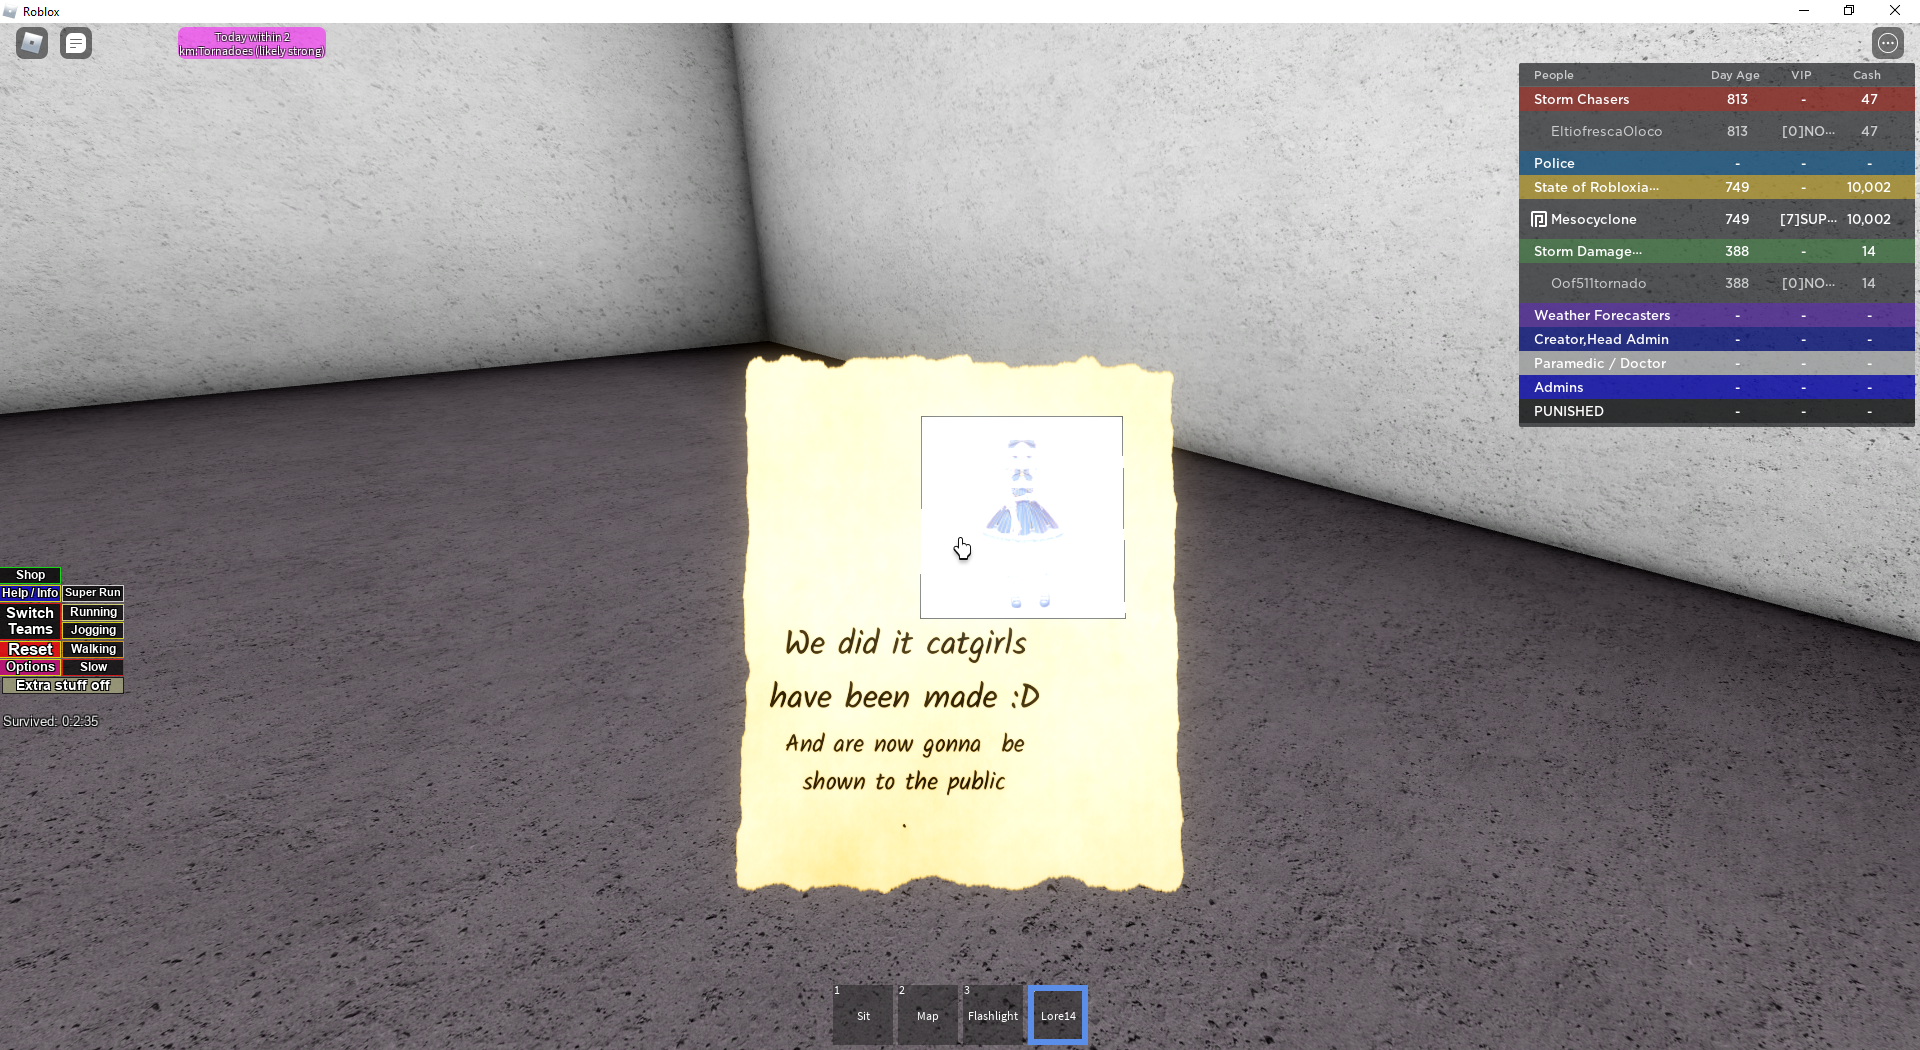 Roblox
Today within 2
km:Tornadoes (likely strong)
People Day Age VIP Cash
Storm Chasers 813 - 47
EltiofrescaOloco 813 [0]NO··· 47
Police - - -
State of Robloxia··· 749 - 10,002
Mesocyclone 749 [7]SUP··· 10,002
Storm Damage··· 388 - 14
Oof511tornado 388 [0]NO··· 14
Weather Forecasters - - -
Creator,Head Admin - - -
Paramedic / Doctor - - -
Admins - - -
PUNISHED - - -
We did it catgirls
have been made :D
And are now gonna be
shown to the public
.
Shop
Help / Info Super Run
Switch Teams
Running
Jogging
Reset Walking
Options Slow
Extra stuff off
Survived: 0:2:35
1 Sit
2 Map
3 Flashlight
Lore14